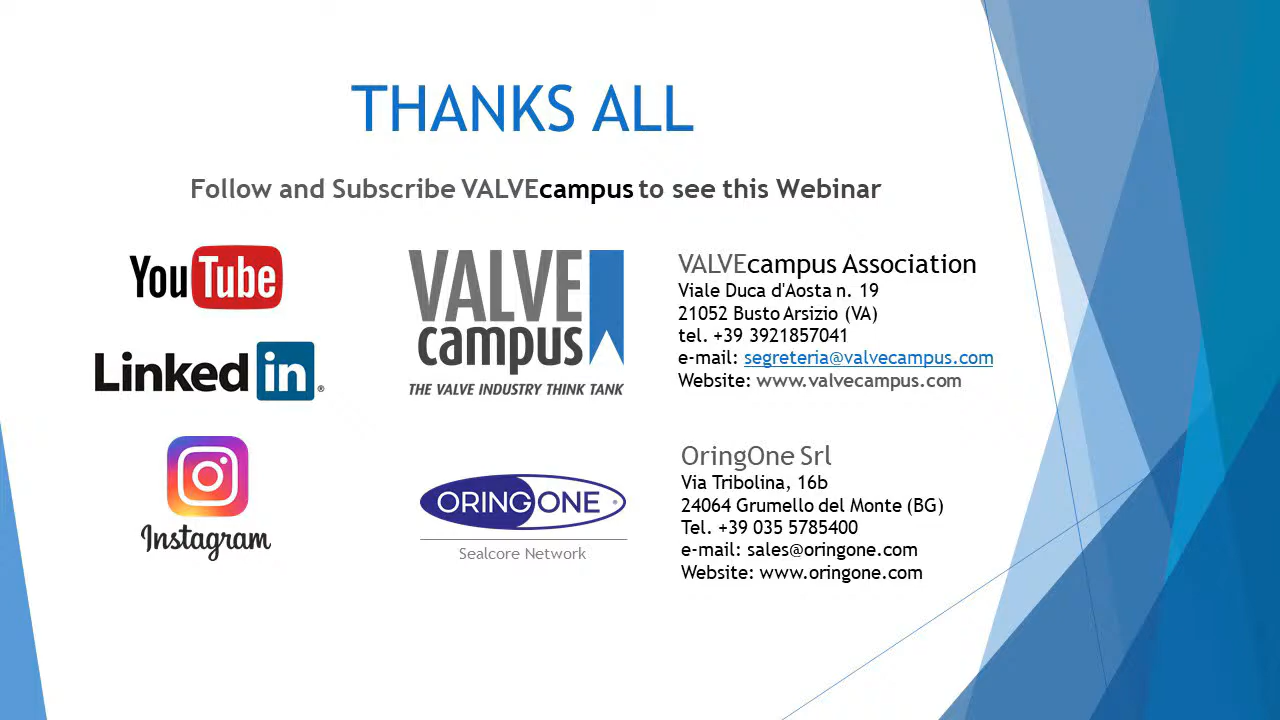 THANKS ALL
Follow and Subscribe VALVEcampus to see this Webinar
YouTube
Linked in®
Instagram
VALVE
campus
THE VALVE INDUSTRY THINK TANK
VALVEcampus Association
Viale Duca d'Aosta n. 19
21052 Busto Arsizio (VA)
tel. +39 3921857041
e-mail: segreteria@valvecampus.com
Website: www.valvecampus.com
ORINGONE
Sealcore Network
OringOne Srl
Via Tribolina, 16b
24064 Grumello del Monte (BG)
Tel. +39 035 5785400
e-mail: sales@oringone.com
Website: www.oringone.com